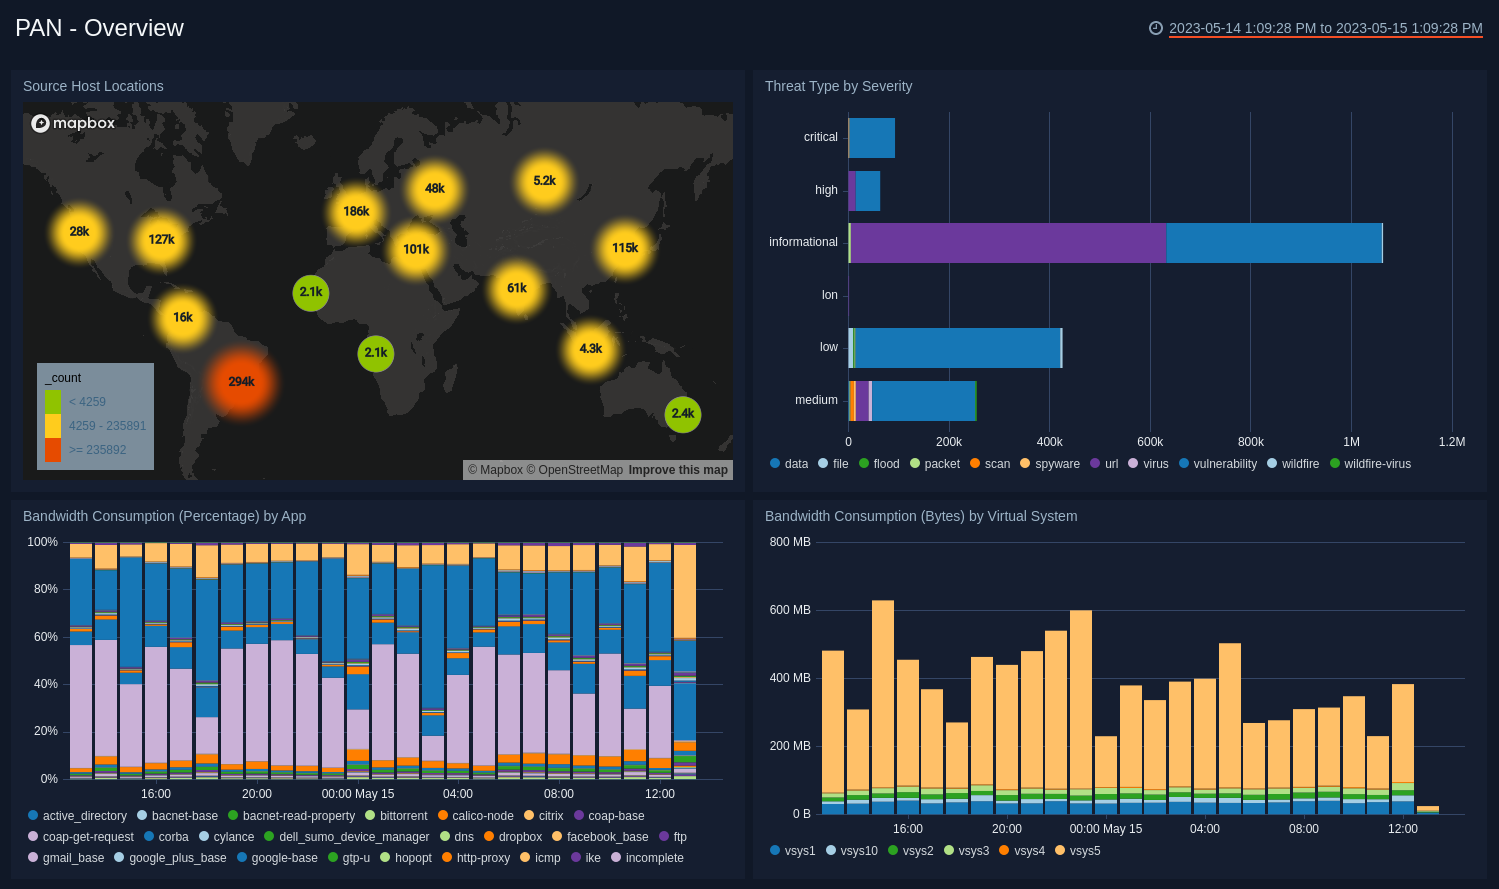 PAN - Overview
2023-05-14 1:09:28 PM to 2023-05-15 1:09:28 PM
Source Host Locations
mapbox
28k
127k
16k
294k
186k
48k
101k
5.2k
115k
61k
2.1k
2.1k
4.3k
2.4k
_count
< 4259
4259 - 235891
>= 235892
© Mapbox © OpenStreetMap Improve this map
Threat Type by Severity
critical
high
informational
lon
low
medium
0 200k 400k 600k 800k 1M 1.2M
data file flood packet scan spyware url virus vulnerability wildfire wildfire-virus
Bandwidth Consumption (Percentage) by App
100%
80%
60%
40%
20%
0%
16:00 20:00 00:00 May 15 04:00 08:00 12:00
active_directory bacnet-base bacnet-read-property bittorrent calico-node citrix coap-base
coap-get-request corba cylance dell_sumo_device_manager dns dropbox facebook_base ftp
gmail_base google_plus_base google-base gtp-u hopopt http-proxy icmp ike incomplete
Bandwidth Consumption (Bytes) by Virtual System
800 MB
600 MB
400 MB
200 MB
0 B
16:00 20:00 00:00 May 15 04:00 08:00 12:00
vsys1 vsys10 vsys2 vsys3 vsys4 vsys5